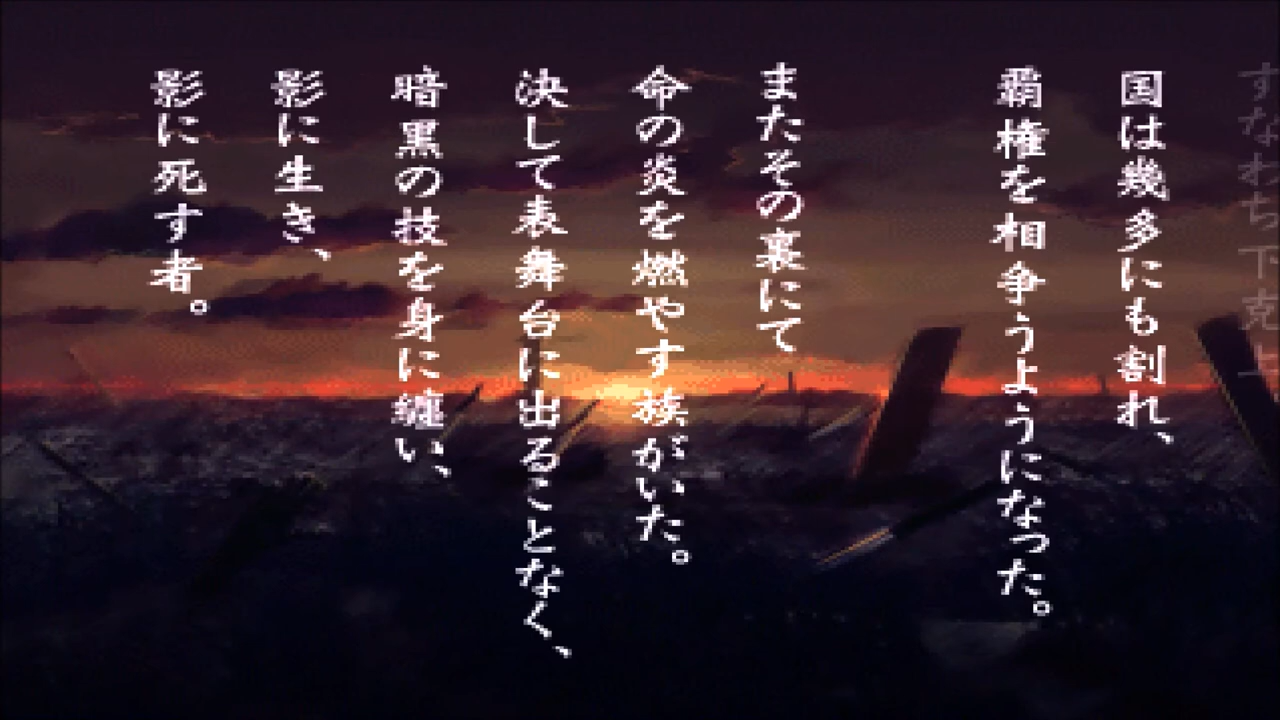 すなわち下克上
国は幾多にも割れ、
覇権を相争うようになった。
またその裏にて
命の炎を燃やす族がいた。
決して表舞台に出ることなく、
暗黒の技を身に纏い、
影に生き、
影に死す者。